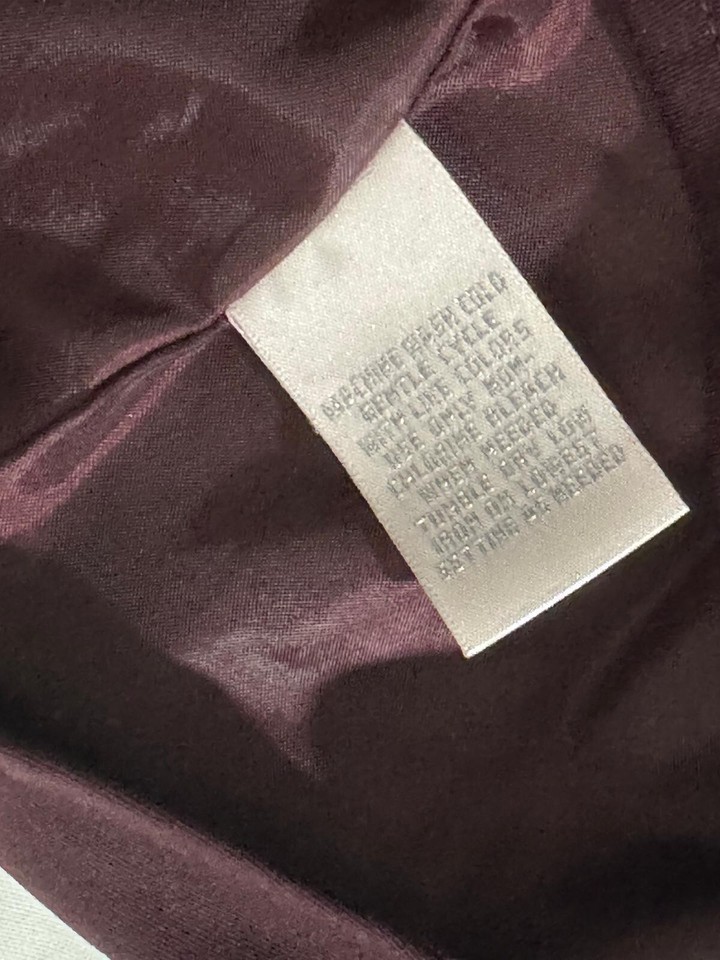 MACHINE WASH COLD
GENTLE CYCLE
WITH LIKE COLORS
USE ONLY NON-
CHLORINE BLEACH
WHEN NEEDED
TUMBLE DRY LOW
IRON ON LOWEST
SETTING AS NEEDED